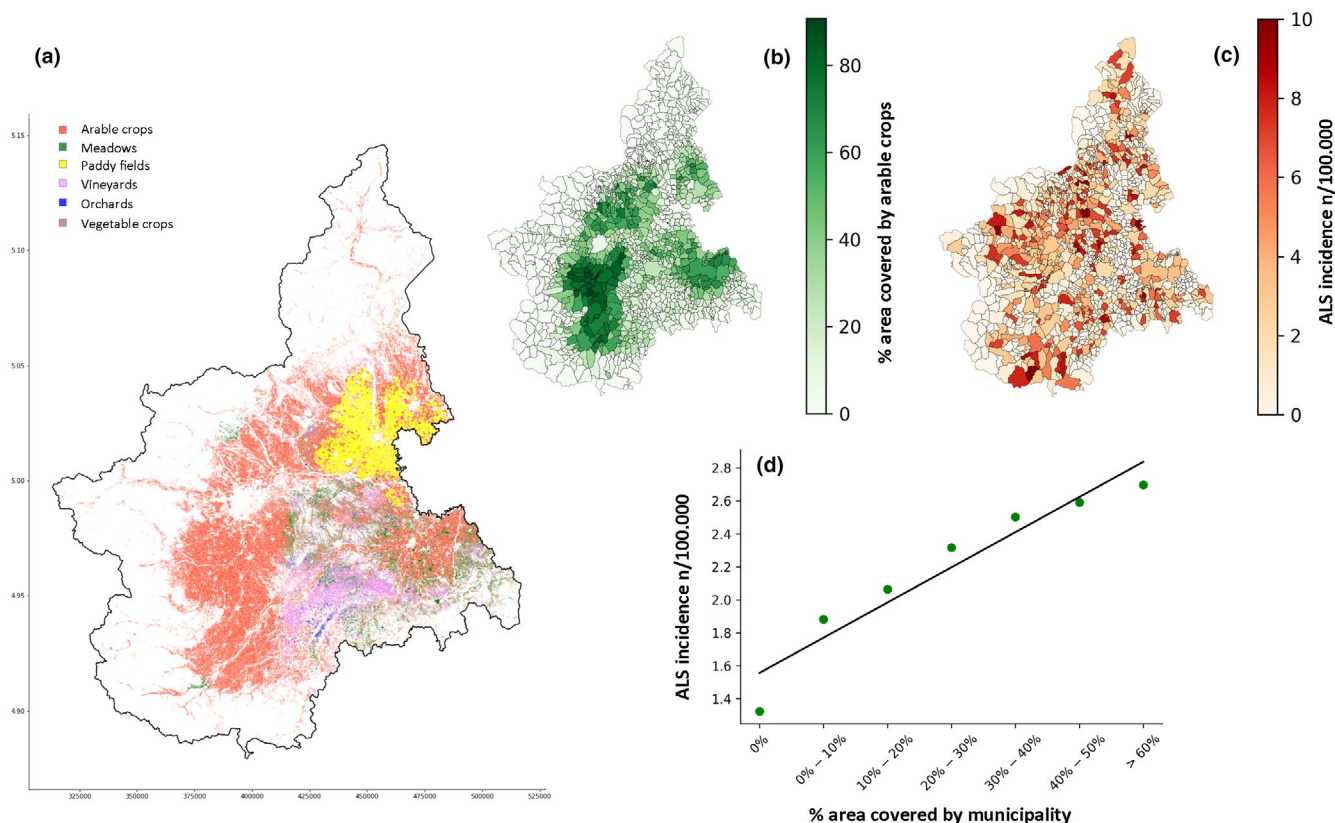 (a)
Arable crops
Meadows
Paddy fields
Vineyards
Orchards
Vegetable crops
5.15
5.10
5.05
5.00
4.95
4.90
325000 350000 375000 400000 425000 450000 475000 500000 525000
(b)
80
60
40
20
0
% area covered by arable crops
(c)
10
8
6
4
2
0
ALS incidence n/100.000
(d)
2.8
2.6
2.4
2.2
2.0
1.8
1.6
1.4
ALS incidence n/100.000
0% 0% – 10% 10% – 20% 20% – 30% 30% – 40% 40% – 50% > 60%
% area covered by municipality